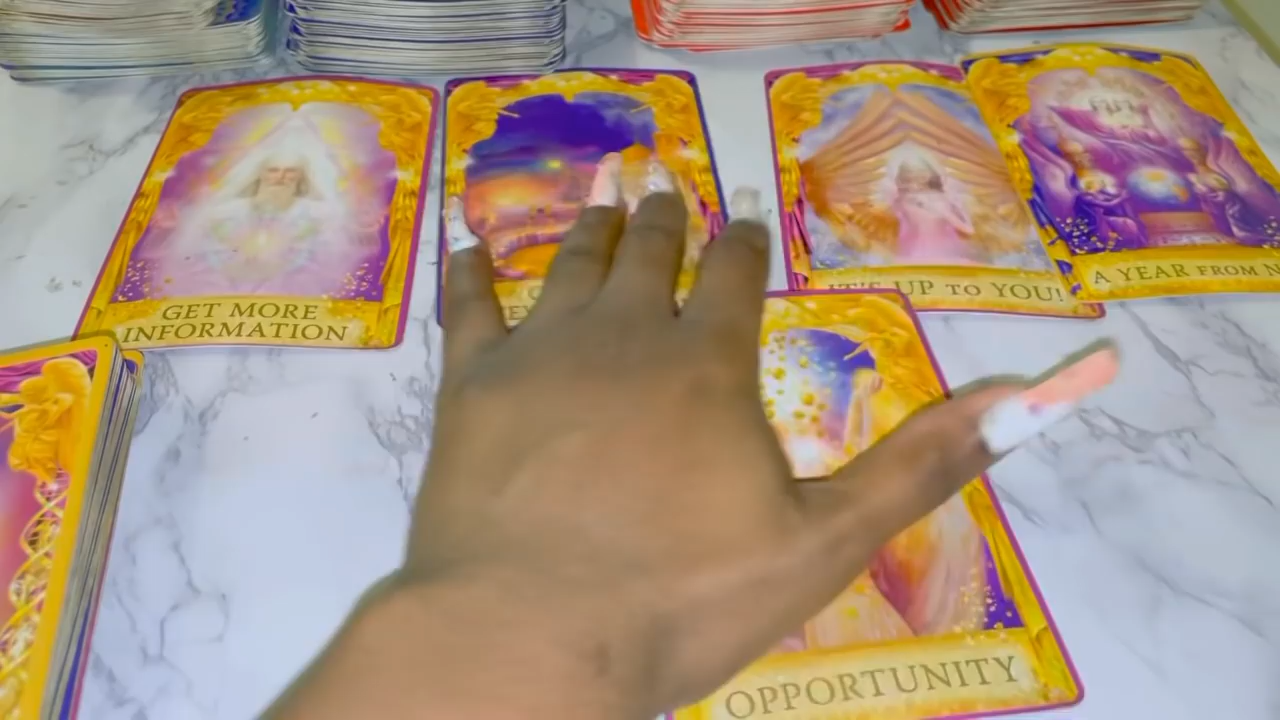 GET MORE
INFORMATION
IT'S UP TO YOU!
A YEAR FROM
OPPORTUNITY